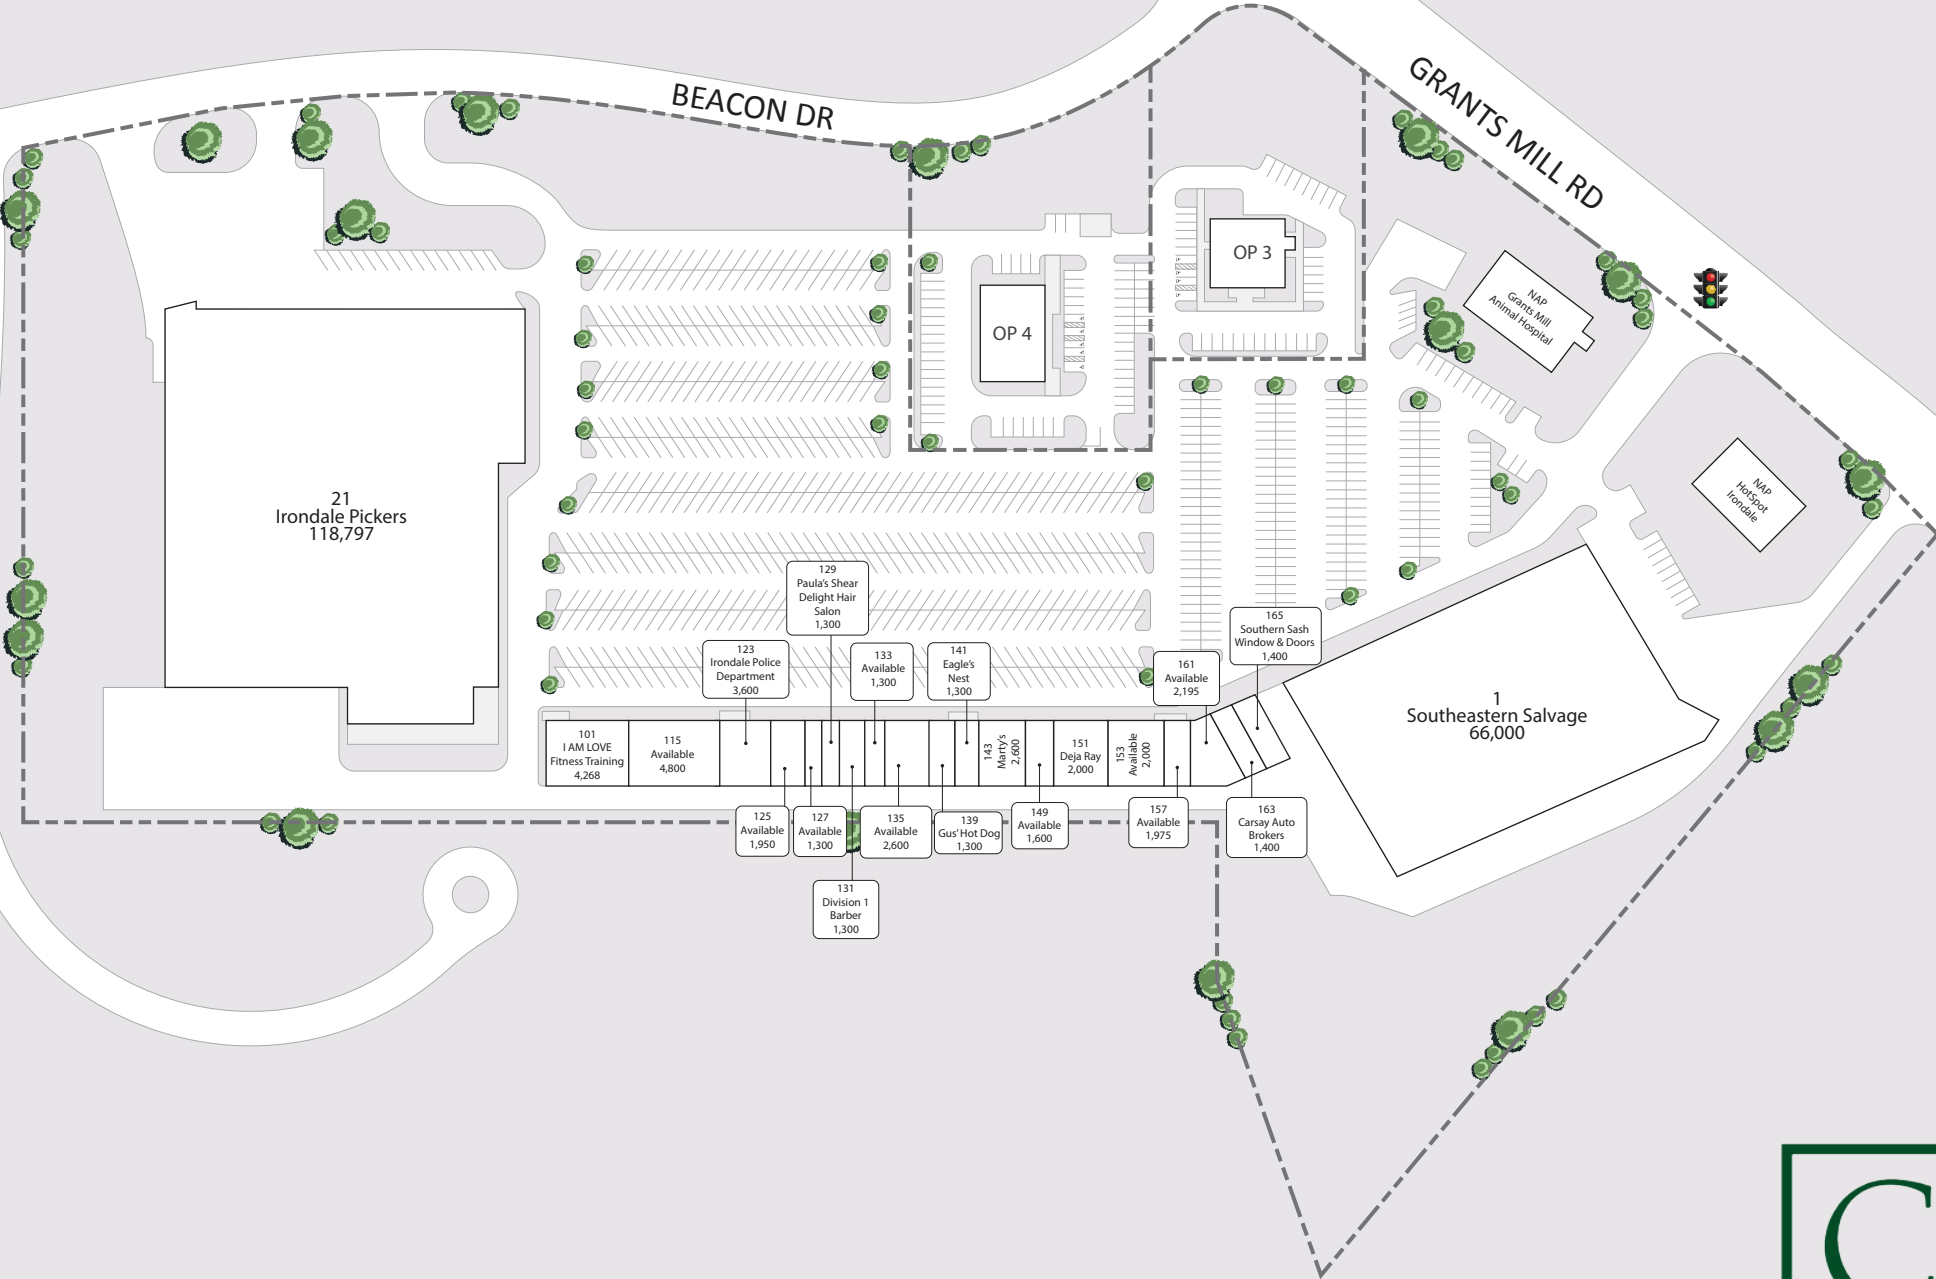 BEACON DR
GRANTS MILL RD
OP 3
OP 4
NAP
Grants Mill
Animal Hospital
NAP
HotSpot
Irondale
21
Irondale Pickers
118,797
129
Paula's Shear
Delight Hair
Salon
1,300
165
Southern Sash
Window & Doors
1,400
123
Irondale Police
Department
3,600
133
Available
1,300
141
Eagle's
Nest
1,300
161
Available
2,195
1
Southeastern Salvage
66,000
101
I AM LOVE
Fitness Training
4,268
115
Available
4,800
143
Marty's
2,600
151
Deja Ray
2,000
153
Available
2,000
125
Available
1,950
127
Available
1,300
135
Available
2,600
139
Gus' Hot Dog
1,300
149
Available
1,600
157
Available
1,975
163
Carsay Auto
Brokers
1,400
131
Division 1
Barber
1,300
C